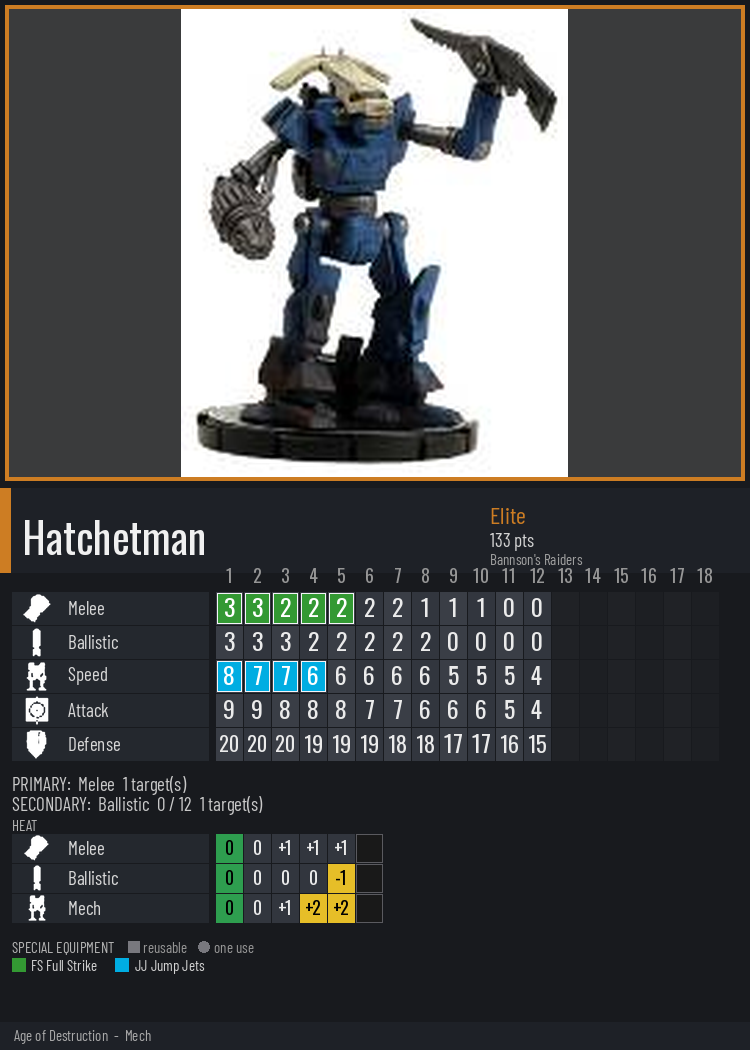 Hatchetman
Elite
133 pts
Bannson's Raiders
1 2 3 4 5 6 7 8 9 10 11 12 13 14 15 16 17 18
Melee 3 3 2 2 2 2 2 1 1 1 0 0
Ballistic 3 3 3 2 2 2 2 2 0 0 0 0
Speed 8 7 7 6 6 6 6 6 5 5 5 4
Attack 9 9 8 8 8 7 7 6 6 6 5 4
Defense 20 20 20 19 19 19 18 18 17 17 16 15
PRIMARY: Melee 1 target(s)
SECONDARY: Ballistic 0 / 12 1 target(s)
HEAT
Melee 0 0 +1 +1 +1
Ballistic 0 0 0 0 -1
Mech 0 0 +1 +2 +2
SPECIAL EQUIPMENT reusable one use
FS Full Strike JJ Jump Jets
Age of Destruction - Mech